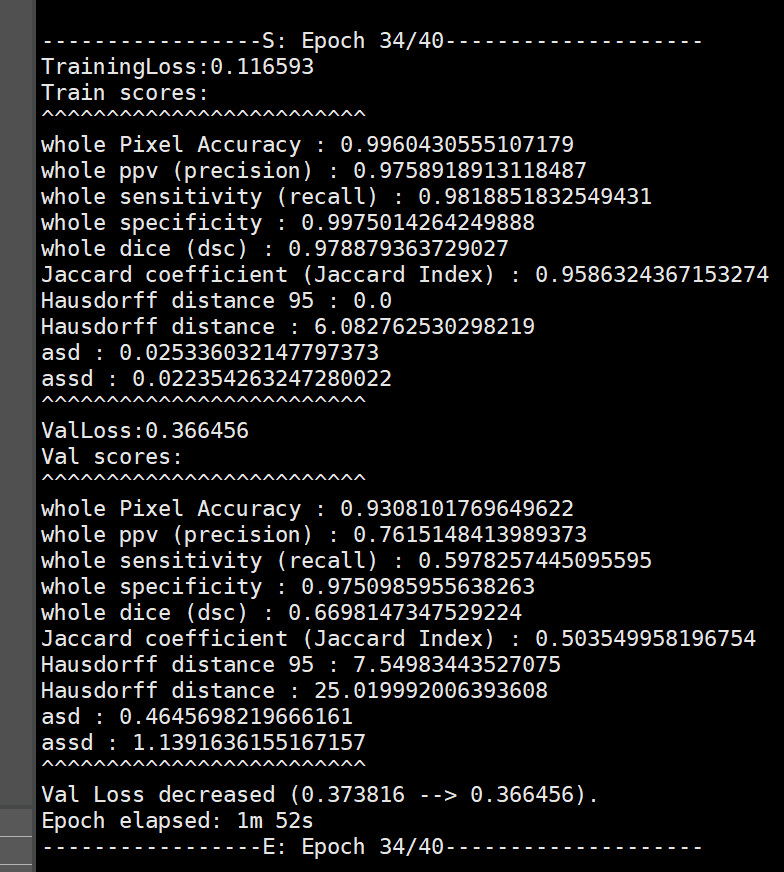 -----------------S: Epoch 34/40--------------------
TrainingLoss:0.116593
Train scores:
^^^^^^^^^^^^^^^^^^^^^^^^^
whole Pixel Accuracy : 0.9960430555107179
whole ppv (precision) : 0.9758918913118487
whole sensitivity (recall) : 0.9818851832549431
whole specificity : 0.9975014264249888
whole dice (dsc) : 0.978879363729027
Jaccard coefficient (Jaccard Index) : 0.9586324367153274
Hausdorff distance 95 : 0.0
Hausdorff distance : 6.082762530298219
asd : 0.025336032147797373
assd : 0.022354263247280022
^^^^^^^^^^^^^^^^^^^^^^^^^
ValLoss:0.366456
Val scores:
^^^^^^^^^^^^^^^^^^^^^^^^^
whole Pixel Accuracy : 0.9308101769649622
whole ppv (precision) : 0.7615148413989373
whole sensitivity (recall) : 0.5978257445095595
whole specificity : 0.9750985955638263
whole dice (dsc) : 0.6698147347529224
Jaccard coefficient (Jaccard Index) : 0.503549958196754
Hausdorff distance 95 : 7.54983443527075
Hausdorff distance : 25.019992006393608
asd : 0.4645698219666161
assd : 1.1391636155167157
^^^^^^^^^^^^^^^^^^^^^^^^^
Val Loss decreased (0.373816 --> 0.366456).
Epoch elapsed: 1m 52s
-----------------E: Epoch 34/40--------------------